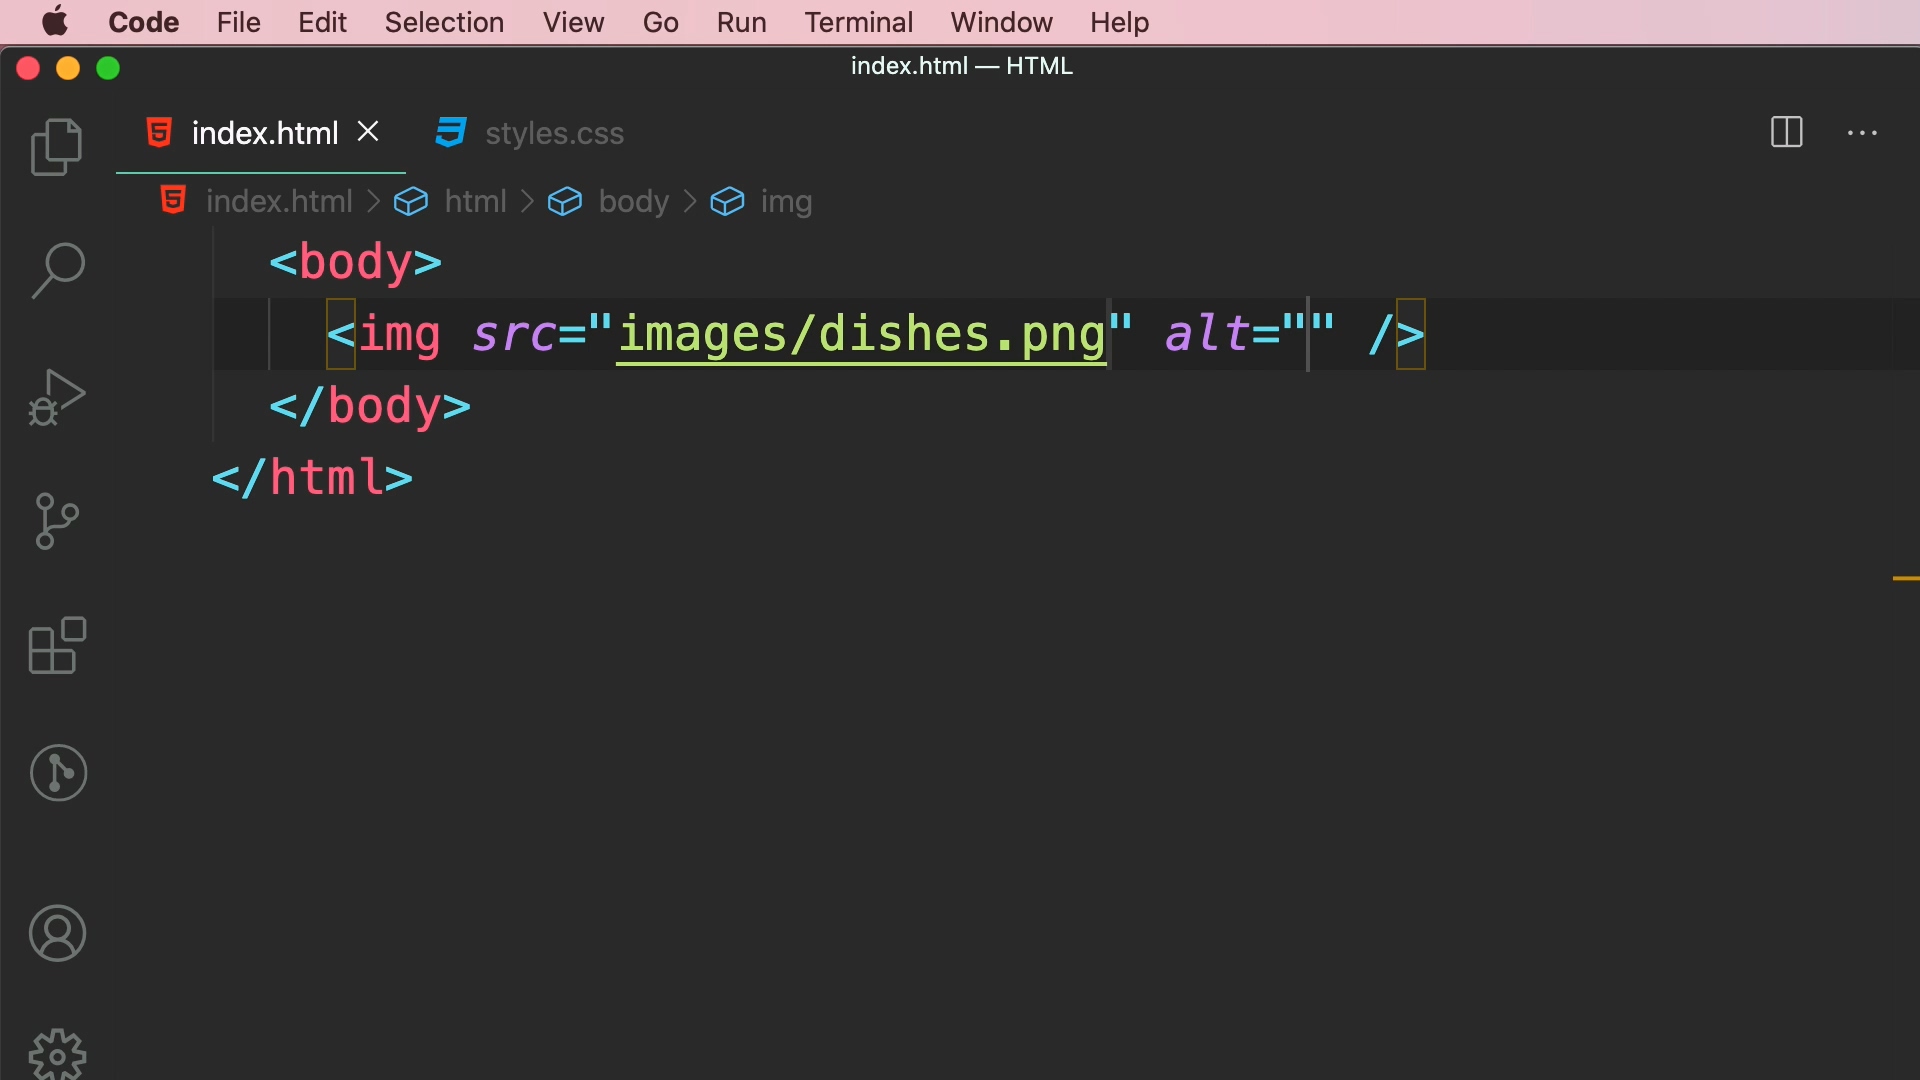 Code File Edit Selection View Go Run Terminal Window Help
index.html — HTML
index.html styles.css
index.html > html > body > img
<body>
<img src="images/dishes.png" alt="" />
</body>
</html>